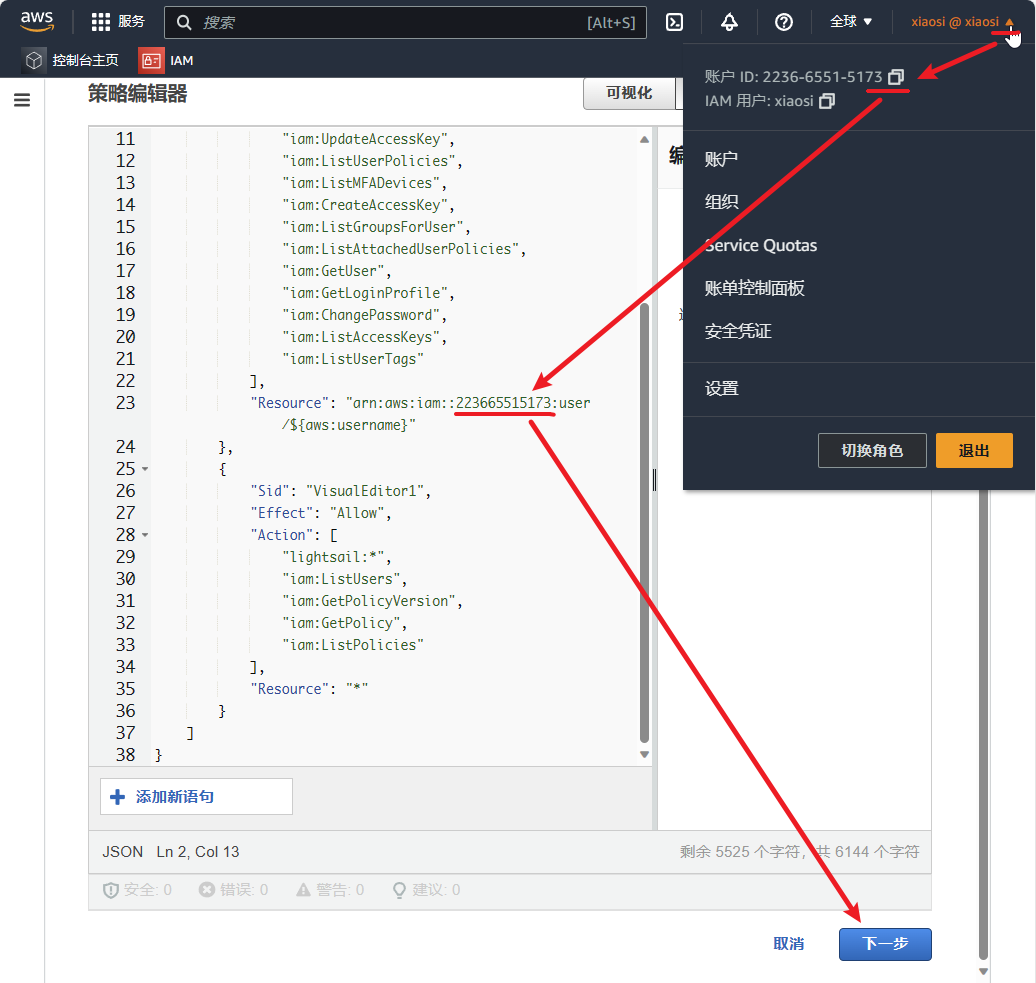 aws
服务
搜索
[Alt+S]
全球
xiaosi @ xiaosi
控制台主页
IAM
账户 ID: 2236-6551-5173
IAM 用户: xiaosi
账户
组织
Service Quotas
账单控制面板
安全凭证
设置
切换角色
退出
策略编辑器
可视化
编
11 "iam:UpdateAccessKey",
12 "iam:ListUserPolicies",
13 "iam:ListMFADevices",
14 "iam:CreateAccessKey",
15 "iam:ListGroupsForUser",
16 "iam:ListAttachedUserPolicies",
17 "iam:GetUser",
18 "iam:GetLoginProfile",
19 "iam:ChangePassword",
20 "iam:ListAccessKeys",
21 "iam:ListUserTags"
22 ],
23 "Resource": "arn:aws:iam::223665515173:user
/${aws:username}"
24 },
25 {
26 "Sid": "VisualEditor1",
27 "Effect": "Allow",
28 "Action": [
29 "lightsail:*",
30 "iam:ListUsers",
31 "iam:GetPolicyVersion",
32 "iam:GetPolicy",
33 "iam:ListPolicies"
34 ],
35 "Resource": "*"
36 }
37 ]
38 }
添加新语句
JSON Ln 2, Col 13
剩余 5525 个字符，共 6144 个字符
安全: 0
错误: 0
警告: 0
建议: 0
取消
下一步